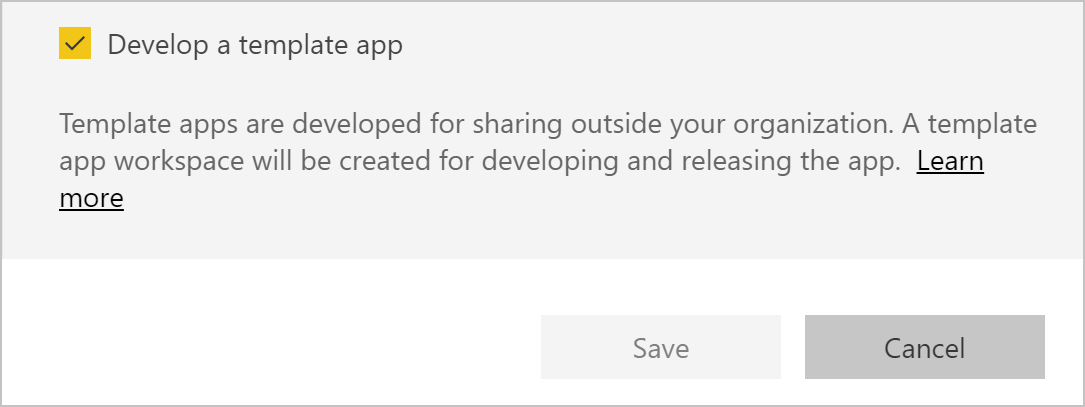 Develop a template app
Template apps are developed for sharing outside your organization. A template
app workspace will be created for developing and releasing the app. Learn
more
Save
Cancel